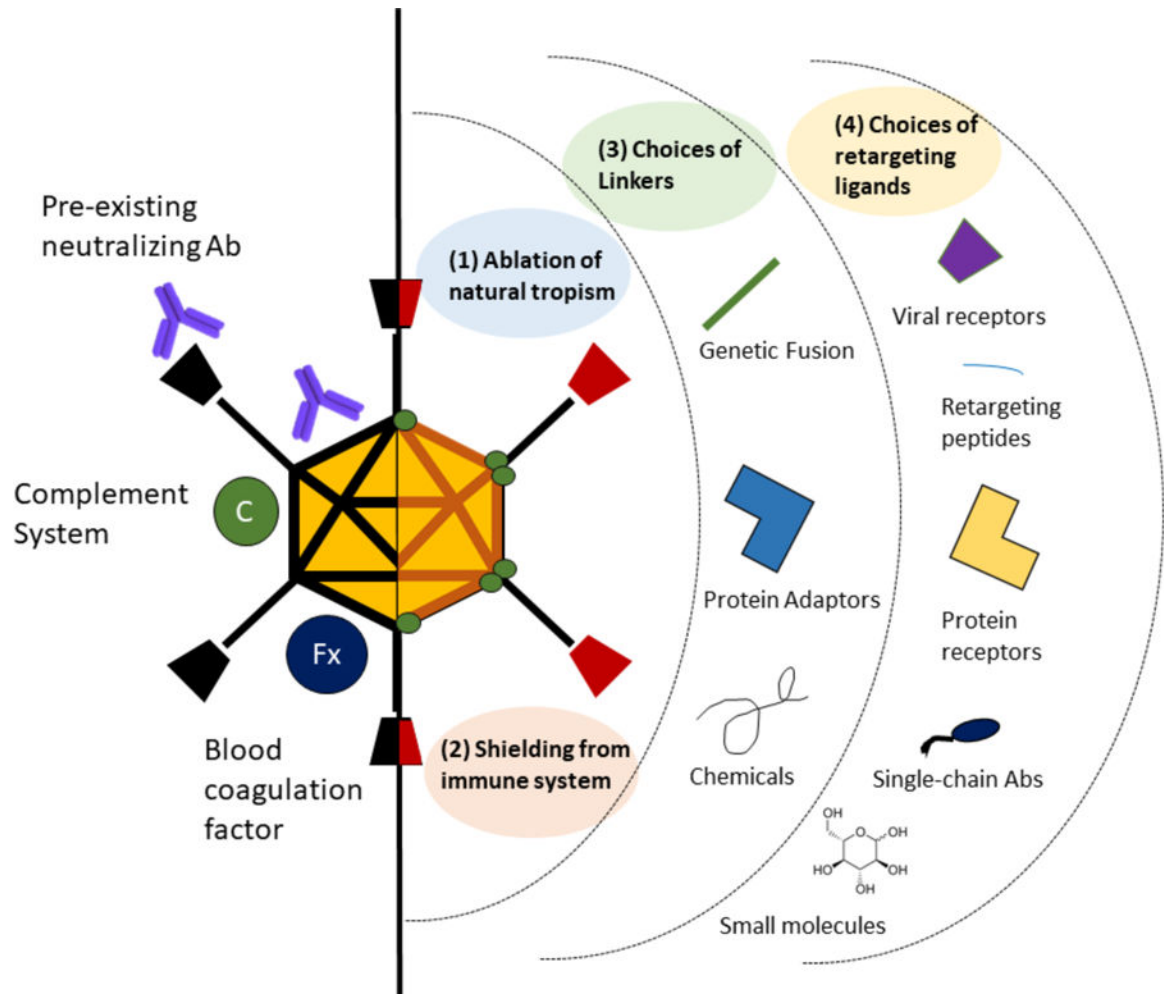 Pre-existing
neutralizing Ab
Complement
System
C
Fx
Blood
coagulation
factor
(1) Ablation of
natural tropism
(2) Shielding from
immune system
(3) Choices of
Linkers
Genetic Fusion
Protein Adaptors
Chemicals
(4) Choices of
retargeting
ligands
Viral receptors
Retargeting
peptides
Protein
receptors
Single-chain Abs
OH
O
OH
HO
OH
OH
Small molecules